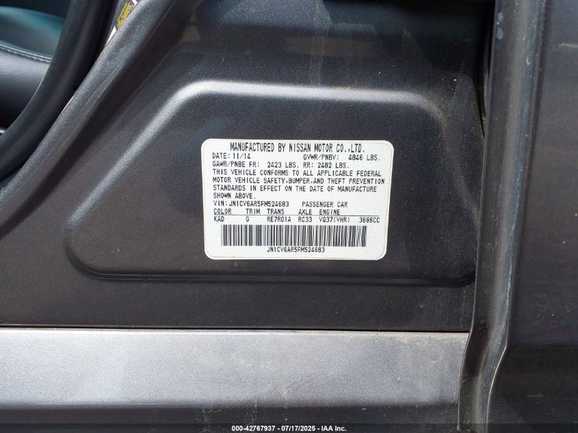 MANUFACTURED BY NISSAN MOTOR CO.,LTD.
DATE: 11/14 GVWR/PNBV: 4846 LBS.
GAWR/PNBE FR: 2423 LBS. RR: 2482 LBS.
THIS VEHICLE CONFORMS TO ALL APPLICABLE FEDERAL
MOTOR VEHICLE SAFETY,BUMPER,AND THEFT PREVENTION
STANDARDS IN EFFECT ON THE DATE OF MANUFACTURE
SHOWN ABOVE.
VIN:JN1CV6AR5FM524683 PASSENGER CAR
COLOR TRIM TRANS AXLE ENGINE
KAD G RE7R01A RC33 VQ37(VHR) 3696CC
JN1CV6AR5FM524683
000-42767937 - 07/17/2025 - IAA Inc.